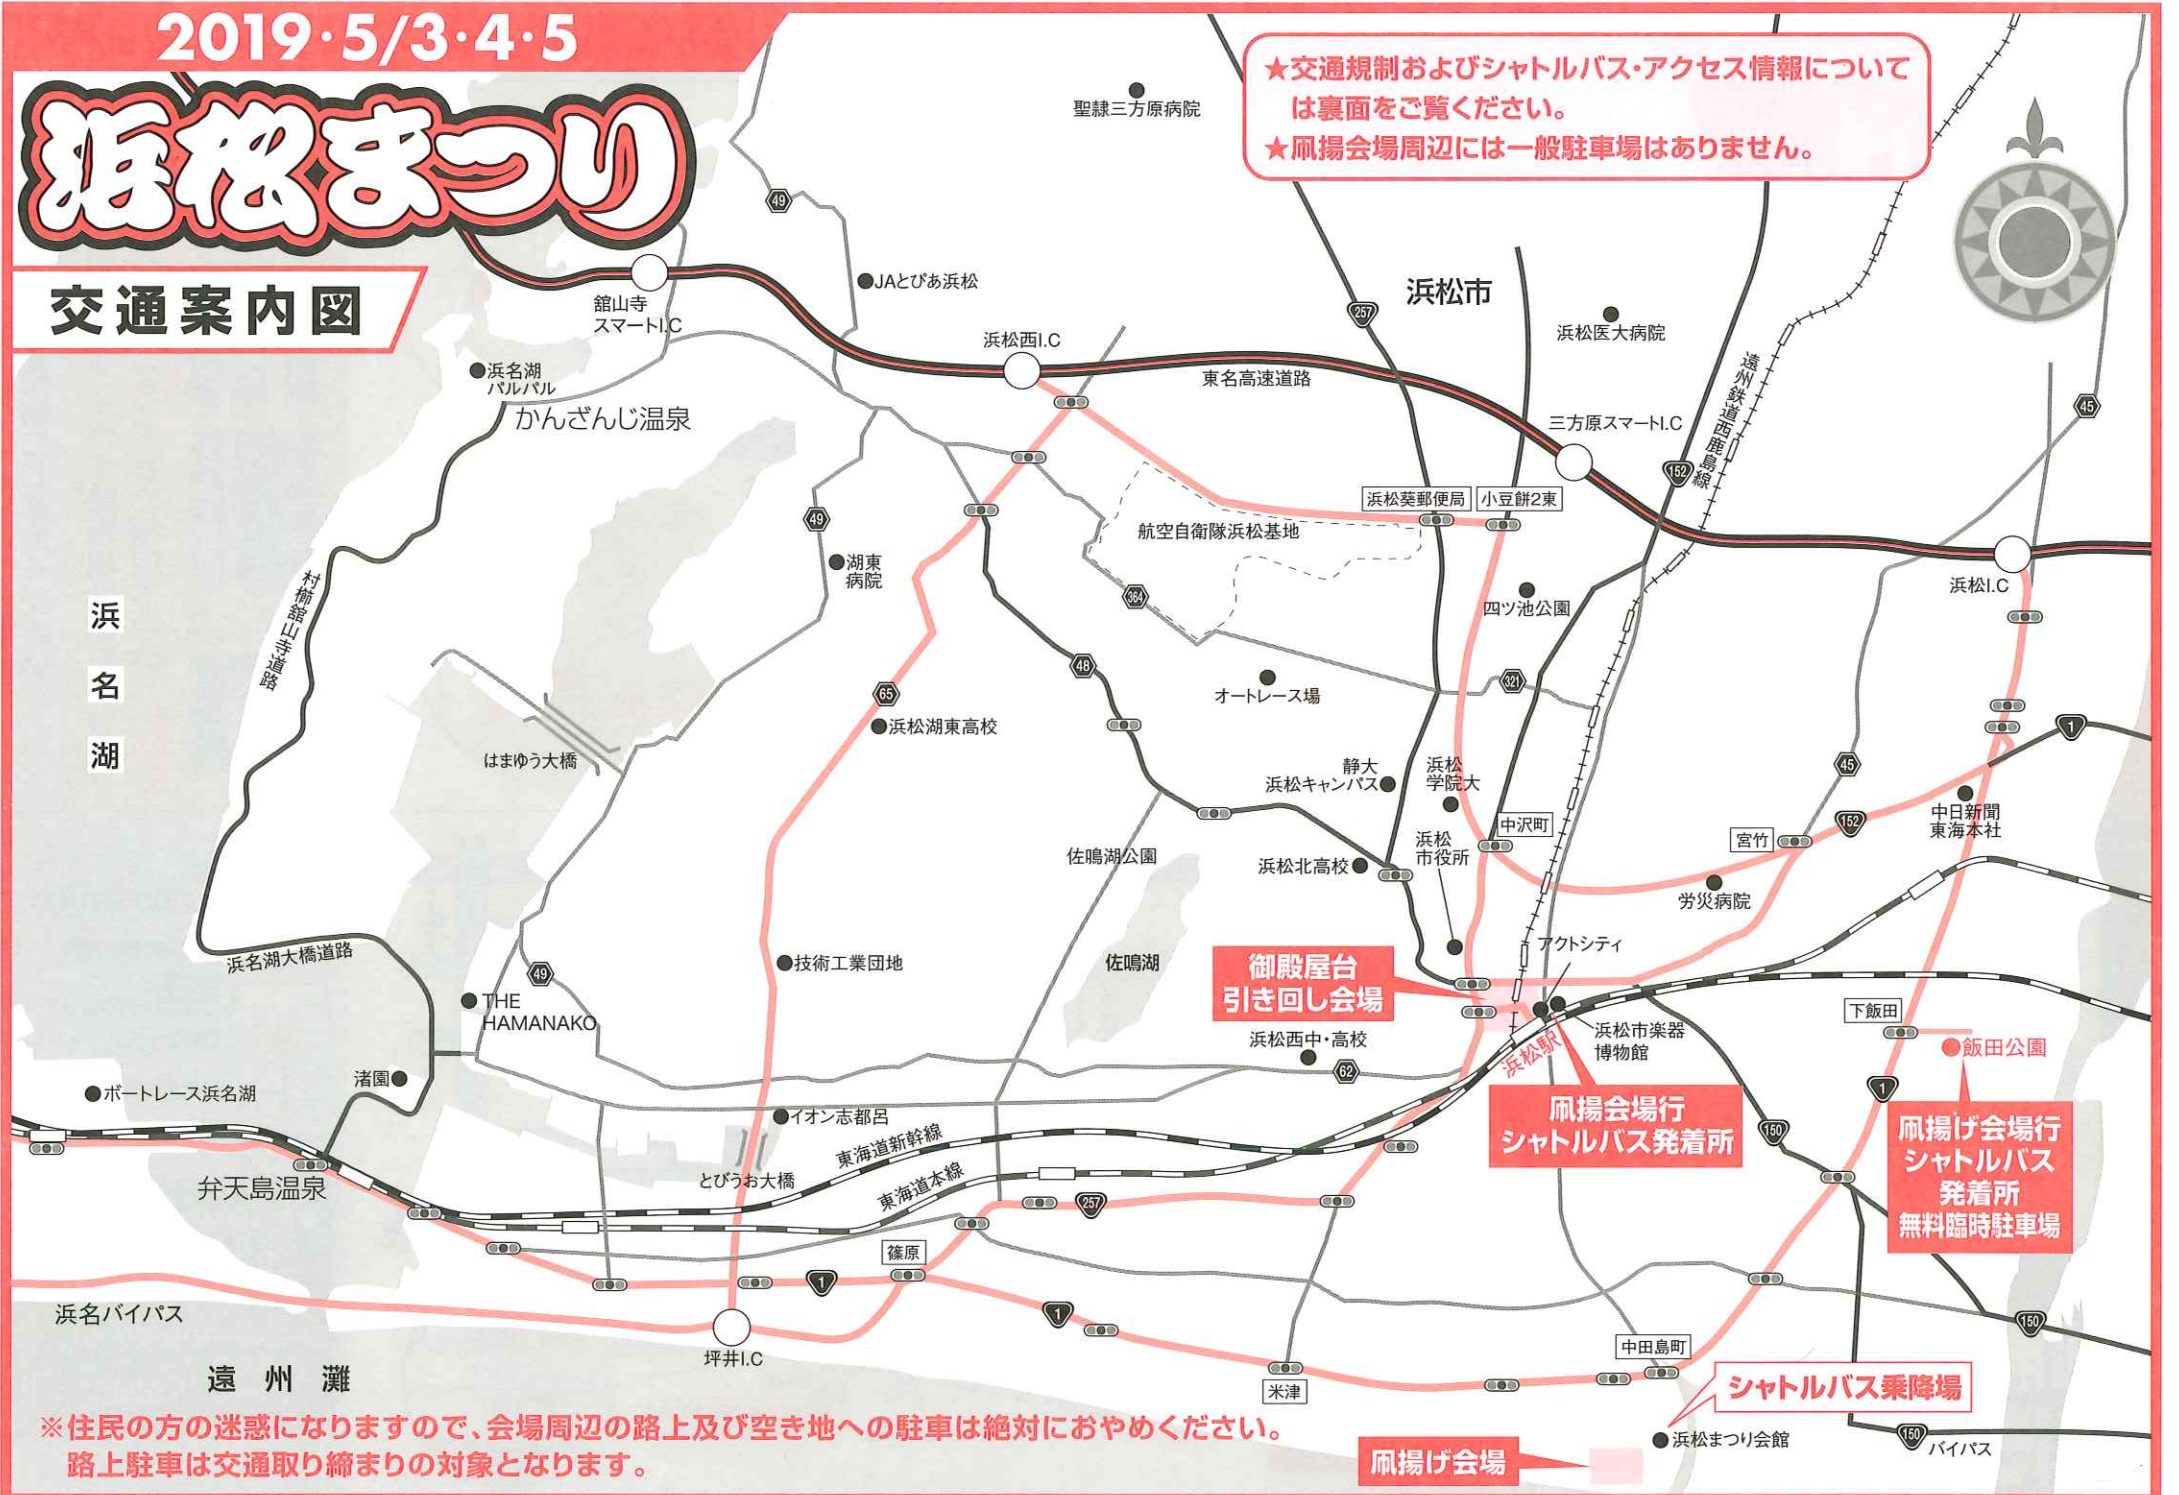 2019・5/3・4・5
浜松まつり
交通案内図
★交通規制およびシャトルバス・アクセス情報について
は裏面をご覧ください。
★凧揚会場周辺には一般駐車場はありません。
聖隷三方原病院
49
JAとぴあ浜松
舘山寺
スマートI.C
浜松西I.C
東名高速道路
257
浜松市
浜松医大病院
三方原スマートI.C
遠州鉄道西鹿島線
152
45
浜名湖
パルパル
かんざんじ温泉
浜松葵郵便局
小豆餅2東
航空自衛隊浜松基地
49
湖東
病院
364
四ツ池公園
浜松I.C
村櫛舘山寺道路
浜名湖
48
65
浜松湖東高校
オートレース場
321
はまゆう大橋
静大
浜松キャンパス
浜松
学院大
中沢町
浜松
市役所
浜松北高校
佐鳴湖公園
佐鳴湖
1
45
152
宮竹
中日新聞
東海本社
労災病院
アクトシティ
御殿屋台
引き回し会場
浜名湖大橋道路
49
技術工業団地
THE
HAMANAKO
浜松西中・高校
62
浜松駅
浜松市楽器
博物館
下飯田
飯田公園
渚園
ボートレース浜名湖
イオン志都呂
とびうお大橋
東海道新幹線
東海道本線
凧揚会場行
シャトルバス発着所
1
150
凧揚げ会場行
シャトルバス
発着所
無料臨時駐車場
弁天島温泉
257
篠原
1
1
浜名バイパス
坪井I.C
遠州灘
米津
中田島町
150
シャトルバス乗降場
浜松まつり会館
150
バイパス
凧揚げ会場
※住民の方の迷惑になりますので、会場周辺の路上及び空き地への駐車は絶対におやめください。
路上駐車は交通取り締まりの対象となります。